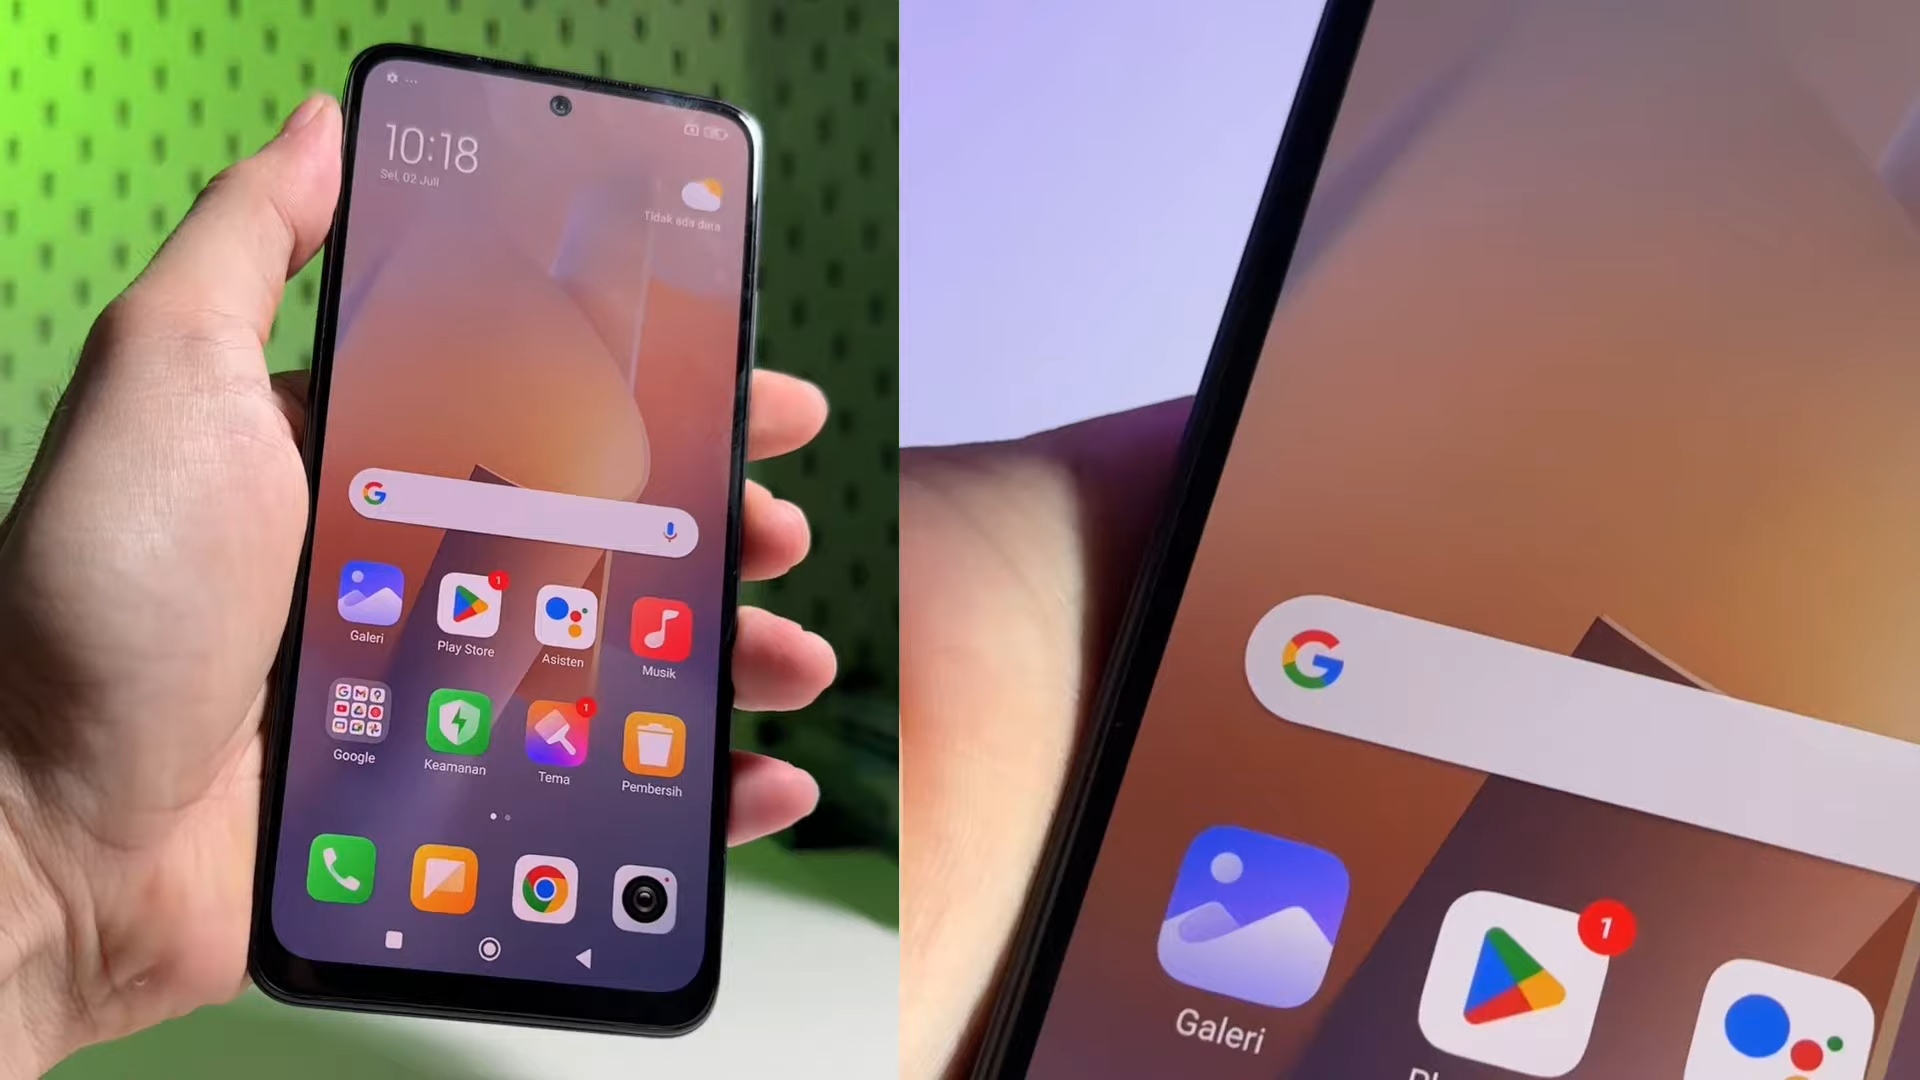 10:18
Sel, 02 Juli
Tidak ada data
Galeri
Play Store
1
Asisten
Musik
Google
Keamanan
Tema
1
Pembersih
Galeri
1